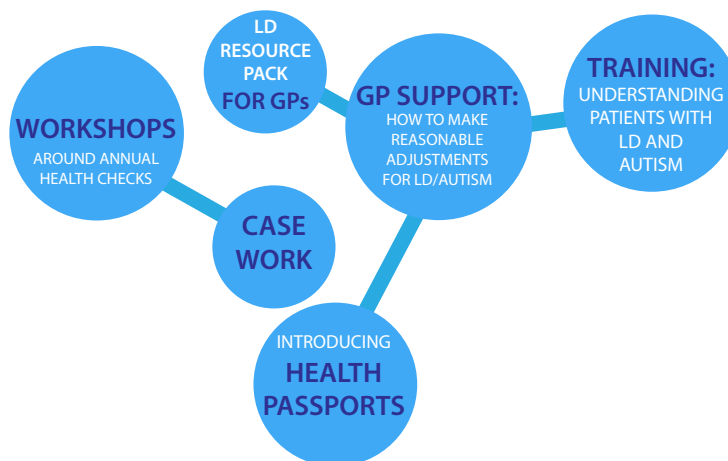 LD
RESOURCE
PACK
FOR GPs
GP SUPPORT:
HOW TO MAKE
REASONABLE
ADJUSTMENTS
FOR LD/AUTISM
TRAINING:
UNDERSTANDING
PATIENTS WITH
LD AND
AUTISM
WORKSHOPS
AROUND ANNUAL
HEALTH CHECKS
CASE
WORK
INTRODUCING
HEALTH
PASSPORTS